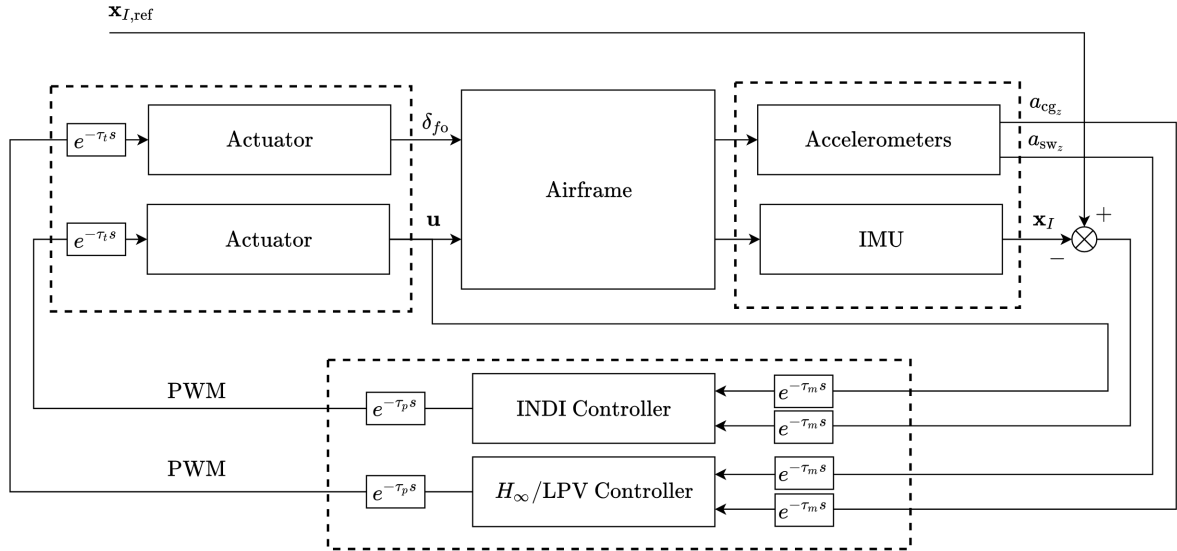 x_{I,ref}
e^{-τ_t s} Actuator δ_{fo} Airframe Accelerometers a_{cg_z}
a_{sw_z}
e^{-τ_t s} Actuator u IMU x_I +
−
PWM e^{-τ_p s} INDI Controller e^{-τ_m s}
e^{-τ_m s}
PWM e^{-τ_p s} H_∞/LPV Controller e^{-τ_m s}
e^{-τ_m s}